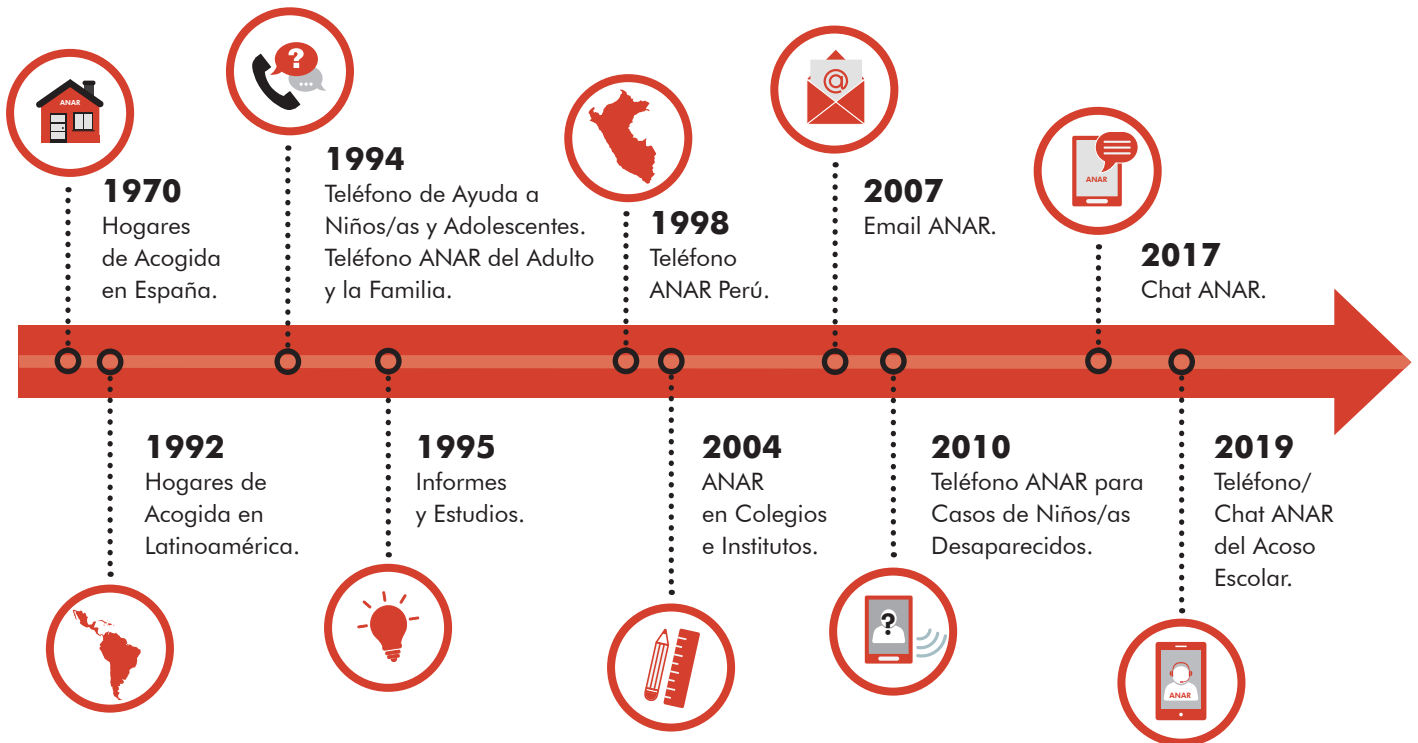 ANAR
1970
Hogares
de Acogida
en España.
1992
Hogares de
Acogida en
Latinoamérica.
?
...
1994
Teléfono de Ayuda a
Niños/as y Adolescentes.
Teléfono ANAR del Adulto
y la Familia.
1995
Informes
y Estudios.
1998
Teléfono
ANAR Perú.
2004
ANAR
en Colegios
e Institutos.
@
2007
Email ANAR.
2010
Teléfono ANAR para
Casos de Niños/as
Desaparecidos.
?
ANAR
2017
Chat ANAR.
2019
Teléfono/
Chat ANAR
del Acoso
Escolar.
ANAR